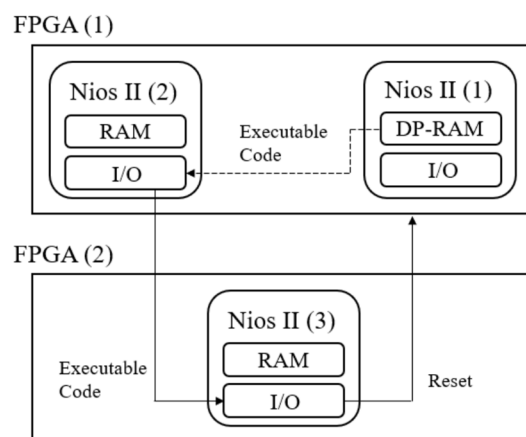 FPGA (1)
Nios II (2)
RAM
I/O
Executable
Code
Nios II (1)
DP-RAM
I/O
FPGA (2)
Nios II (3)
RAM
I/O
Executable
Code
Reset